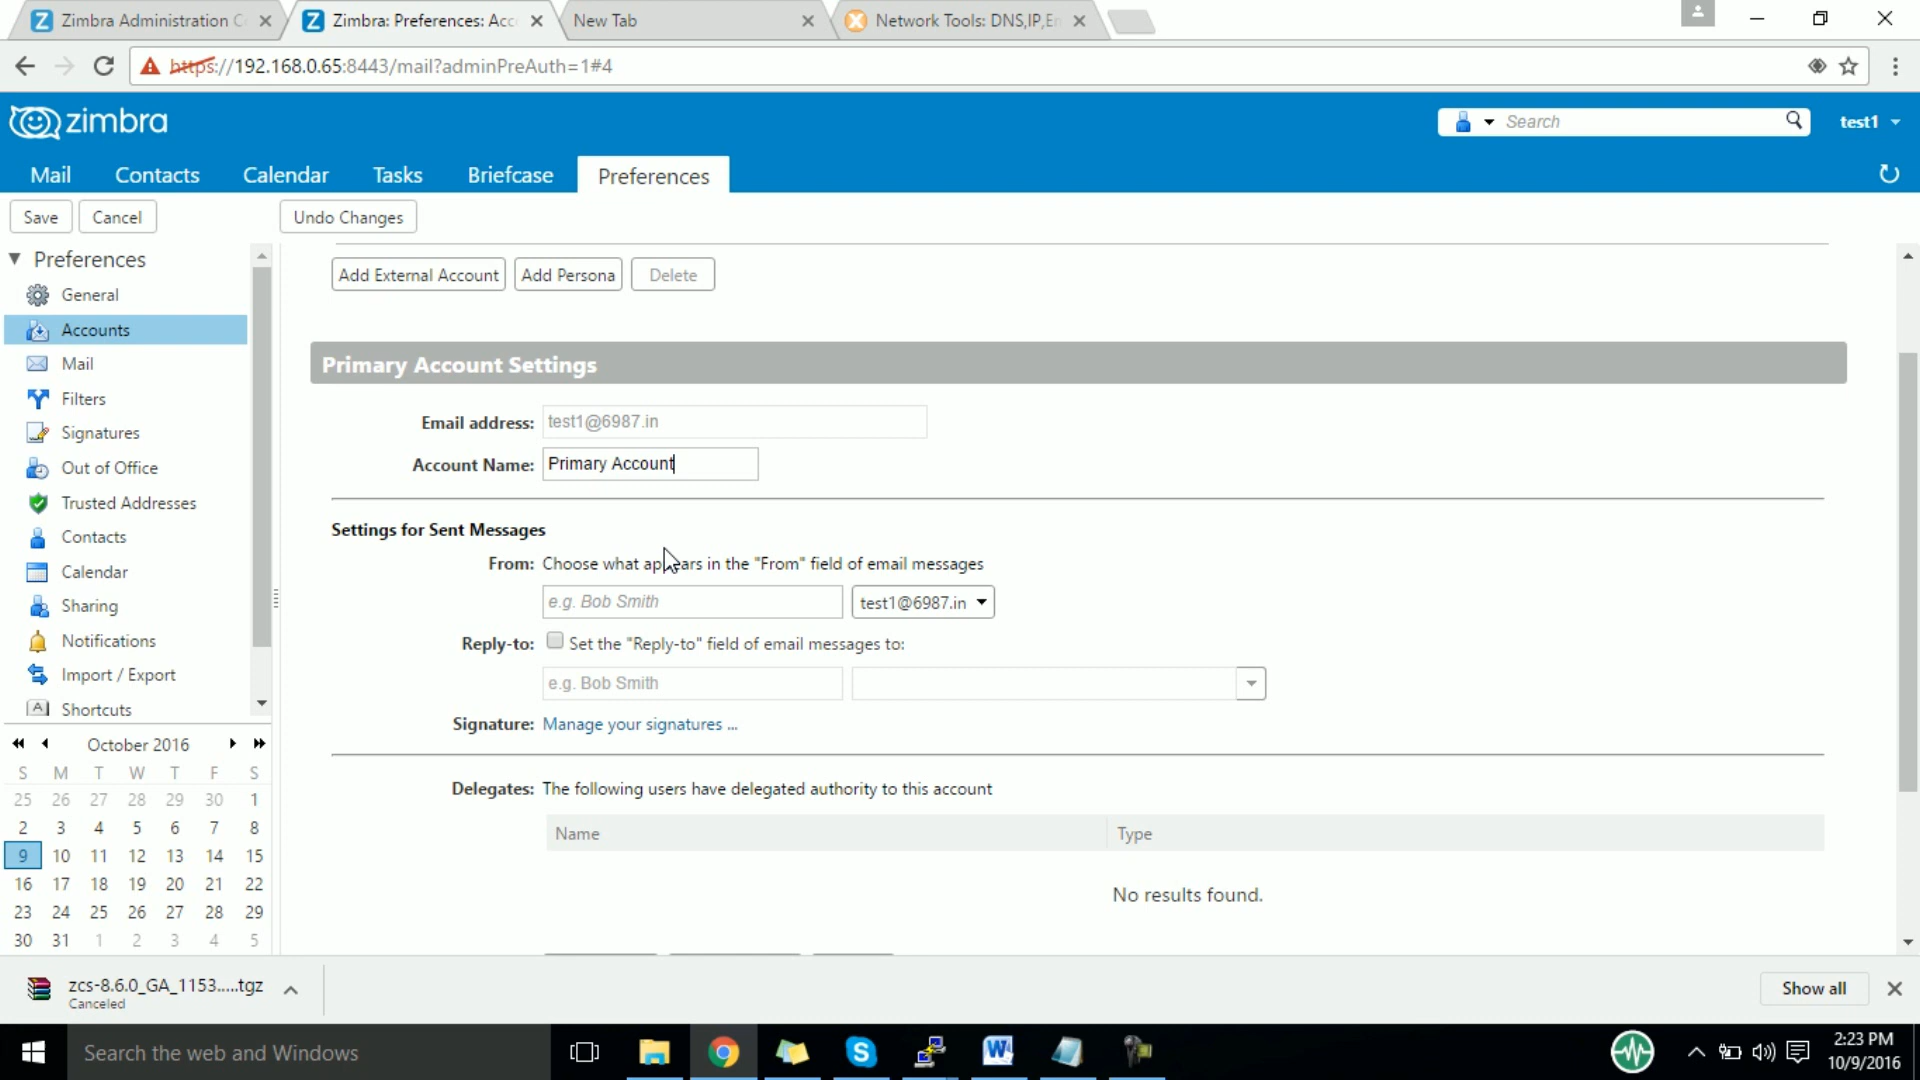 Zimbra Administration C
Zimbra: Preferences: Acc
New Tab
Network Tools: DNS,IP,Em
https://192.168.0.65:8443/mail?adminPreAuth=1#4
zimbra
Search
test1
Mail
Contacts
Calendar
Tasks
Briefcase
Preferences
Save
Cancel
Undo Changes
Preferences
General
Accounts
Mail
Filters
Signatures
Out of Office
Trusted Addresses
Contacts
Calendar
Sharing
Notifications
Import / Export
Shortcuts
October 2016
S M T W T F S
25 26 27 28 29 30 1
2 3 4 5 6 7 8
9 10 11 12 13 14 15
16 17 18 19 20 21 22
23 24 25 26 27 28 29
30 31 1 2 3 4 5
Add External Account
Add Persona
Delete
Primary Account Settings
Email address: test1@6987.in
Account Name: Primary Account
Settings for Sent Messages
From: Choose what appears in the "From" field of email messages
e.g. Bob Smith
test1@6987.in
Reply-to: Set the "Reply-to" field of email messages to:
e.g. Bob Smith
Signature: Manage your signatures ...
Delegates: The following users have delegated authority to this account
Name
Type
No results found.
zcs-8.6.0_GA_1153.....tgz
Canceled
Show all
Search the web and Windows
2:23 PM
10/9/2016